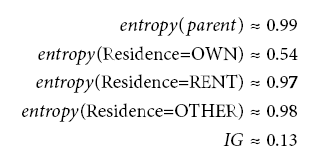 entropy(parent) ≈ 0.99
entropy(Residence=OWN) ≈ 0.54
entropy(Residence=RENT) ≈ 0.97
entropy(Residence=OTHER) ≈ 0.98
IG ≈ 0.13